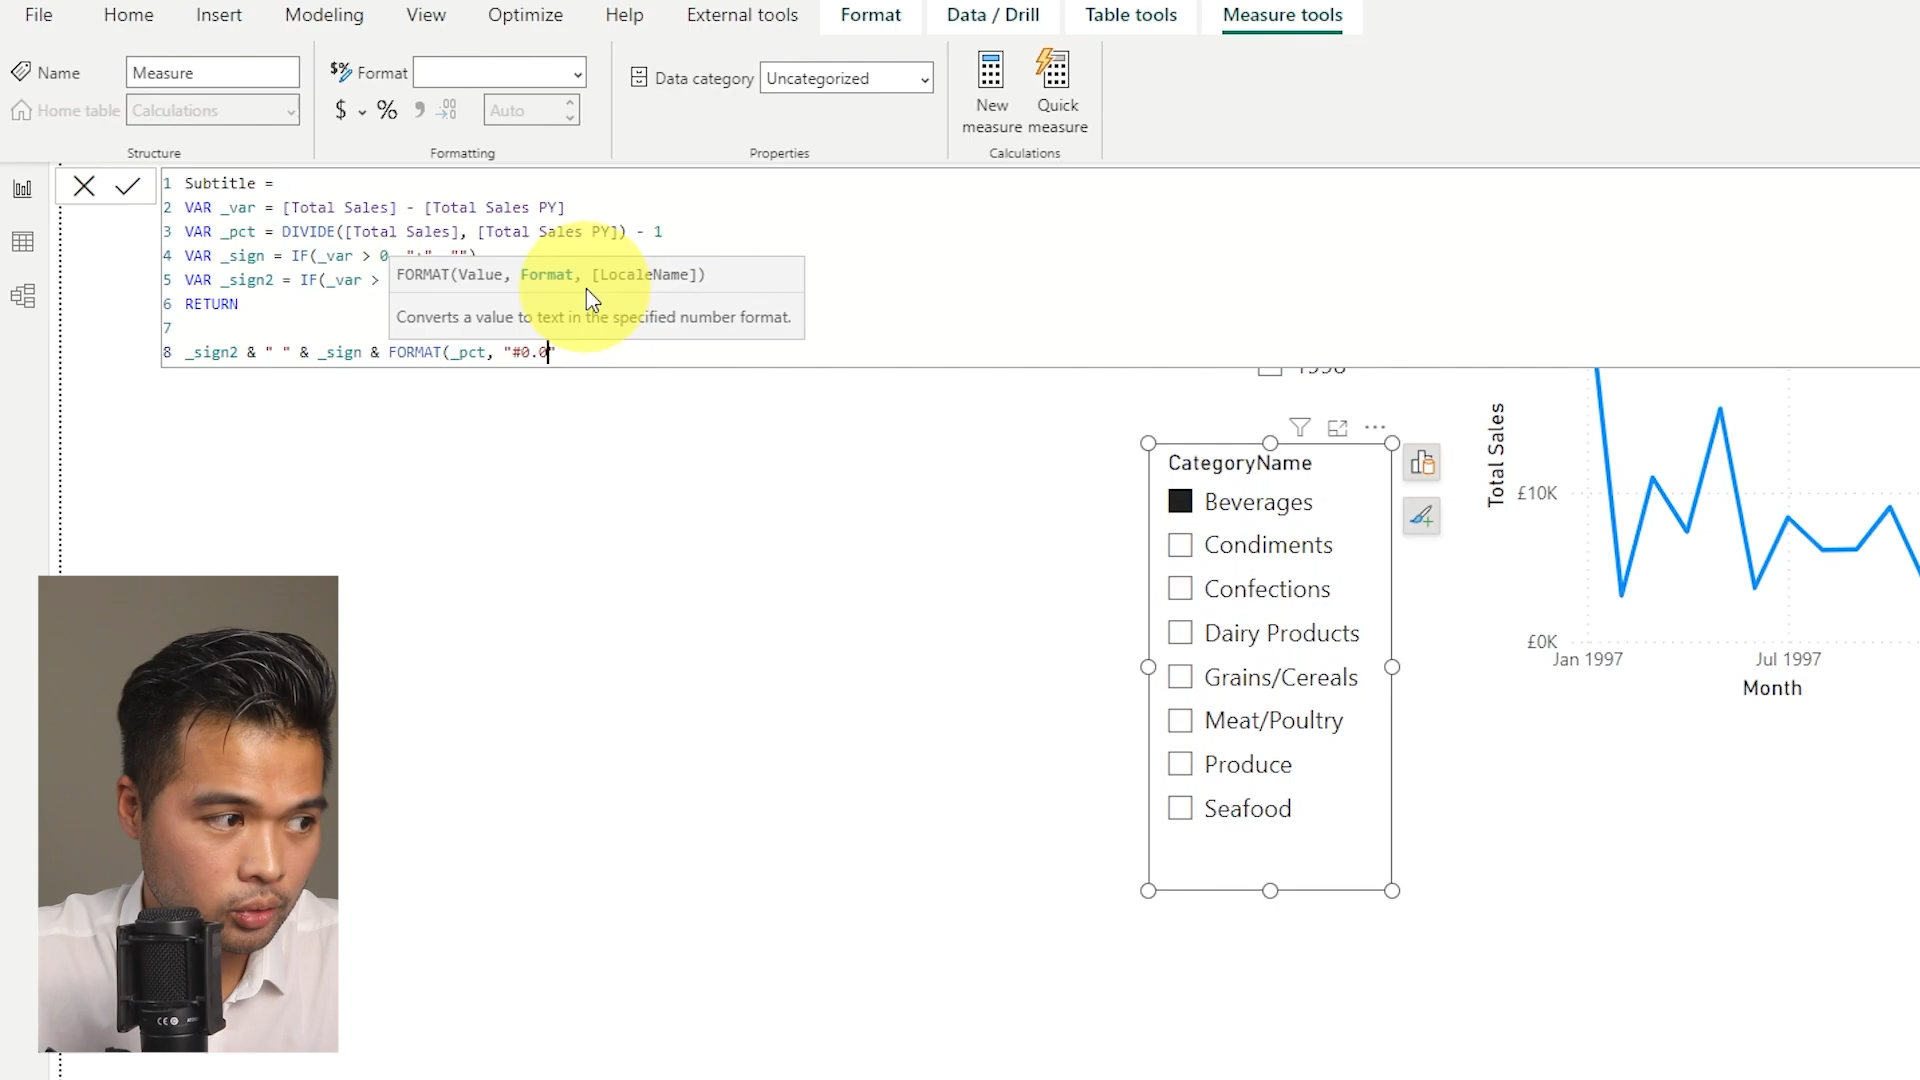 File Home Insert Modeling View Optimize Help External tools Format Data / Drill Table tools Measure tools
Name Measure
Home table Calculations
Structure
$% Format
$ % 9 .00 Auto
Formatting
Data category Uncategorized
Properties
New measure
Quick measure
Calculations
1 Subtitle =
2 VAR _var = [Total Sales] - [Total Sales PY]
3 VAR _pct = DIVIDE([Total Sales], [Total Sales PY]) - 1
4 VAR _sign = IF(_var > 0
5 VAR _sign2 = IF(_var >
6 RETURN
7
8 _sign2 & " " & _sign & FORMAT(_pct, "#0.0"
FORMAT(Value, Format, [LocaleName])
Converts a value to text in the specified number format.
1998
CategoryName
Beverages
Condiments
Confections
Dairy Products
Grains/Cereals
Meat/Poultry
Produce
Seafood
Total Sales
£10K
£0K
Jan 1997 Jul 1997
Month